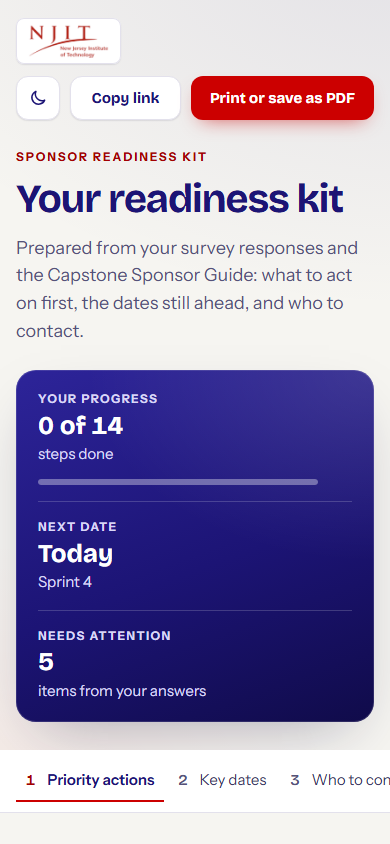 NJIT
New Jersey Institute
of Technology
Copy link
Print or save as PDF
SPONSOR READINESS KIT
Your readiness kit
Prepared from your survey responses and
the Capstone Sponsor Guide: what to act
on first, the dates still ahead, and who to
contact.
YOUR PROGRESS
0 of 14
steps done
NEXT DATE
Today
Sprint 4
NEEDS ATTENTION
5
items from your answers
1 Priority actions 2 Key dates 3 Who to con